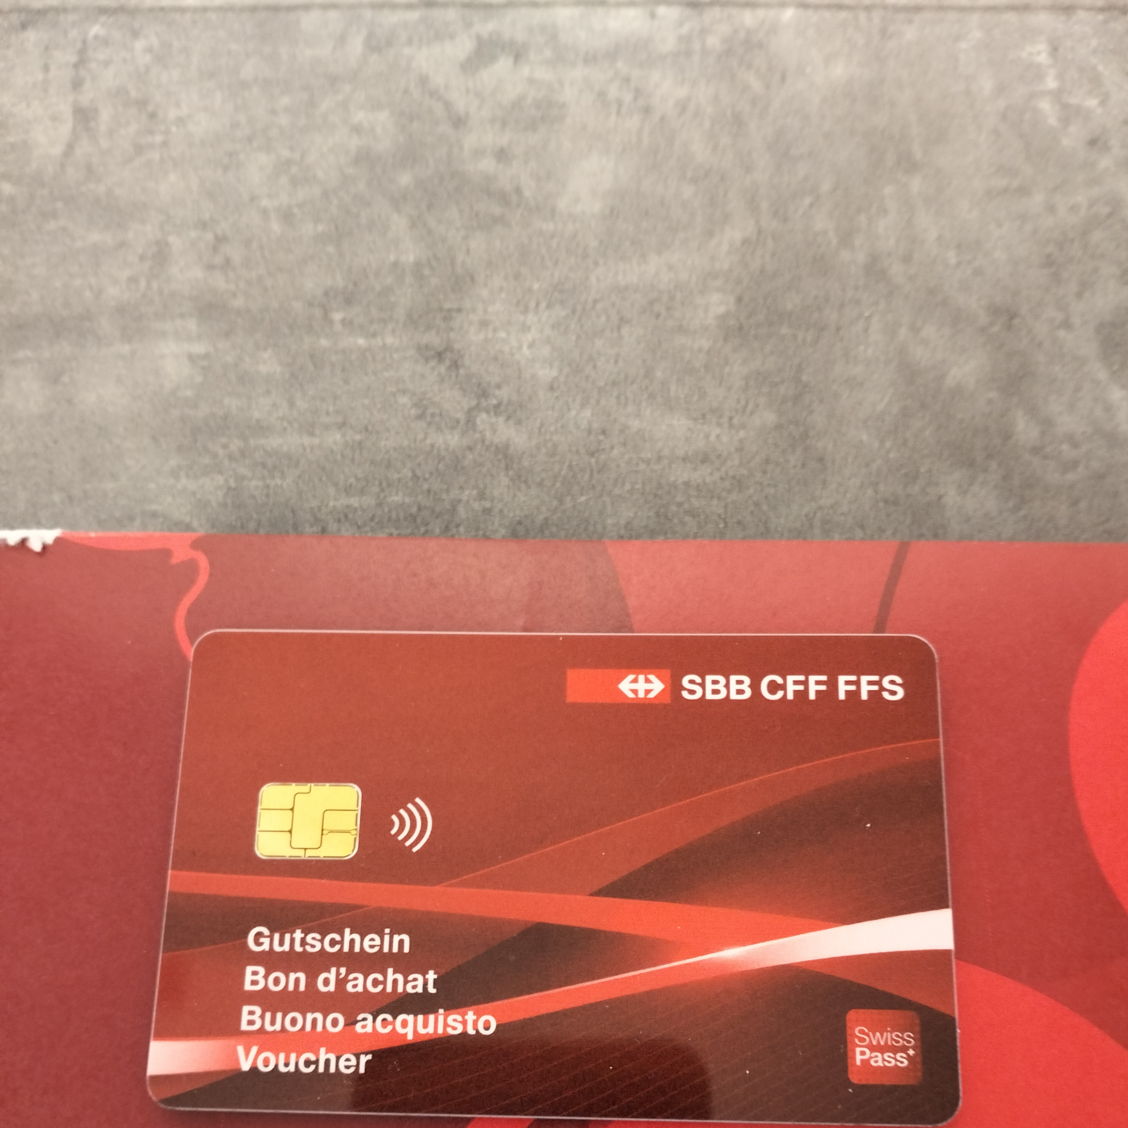 SBB CFF FFS
Gutschein
Bon d'achat
Buono acquisto
Voucher
Swiss
Pass+